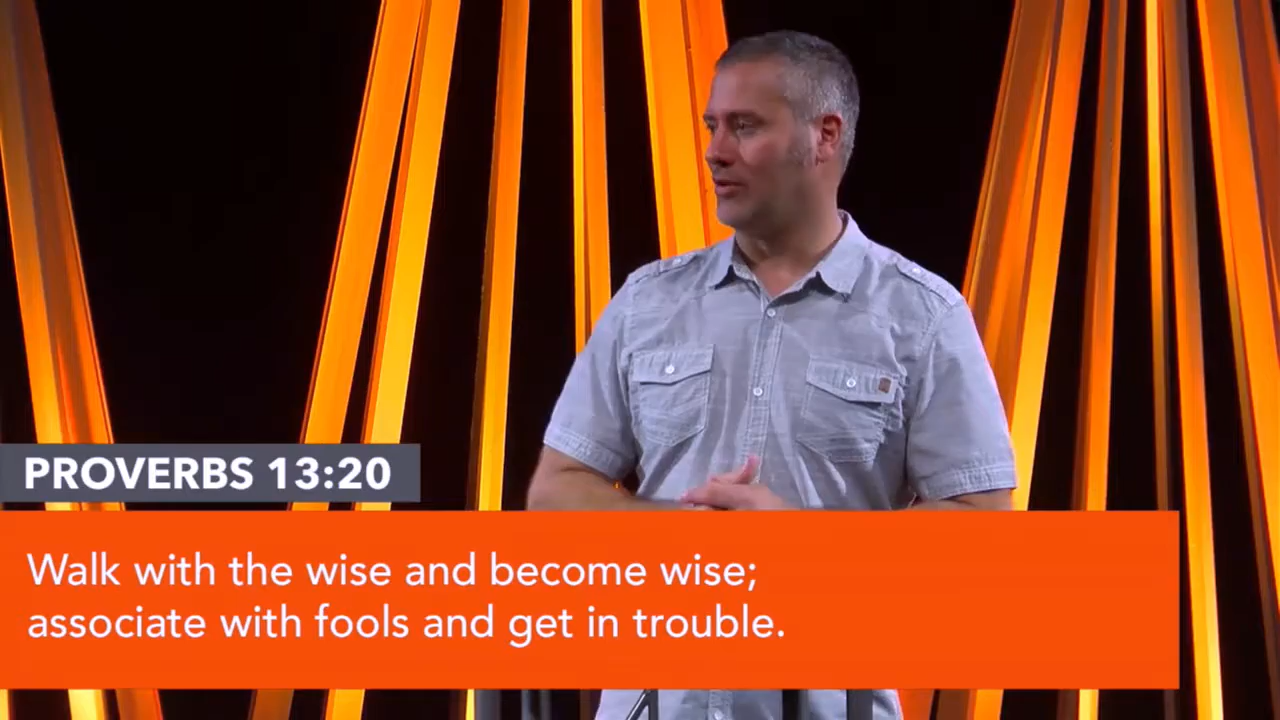 PROVERBS 13:20
Walk with the wise and become wise;
associate with fools and get in trouble.